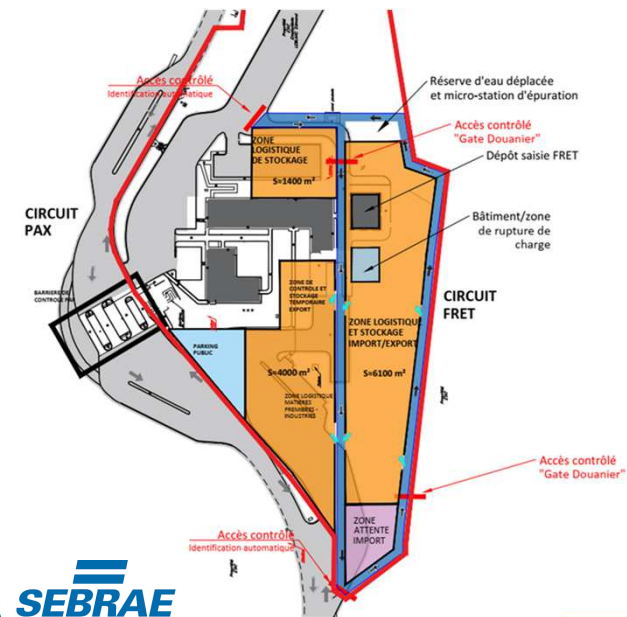 Accès contrôlé
Identification automatique
Réserve d'eau déplacée
et micro-station d'épuration
Accès contrôlé
"Gate Douanier"
Dépôt saisie FRET
ZONE
LOGISTIQUE
DE STOCKAGE
S=1400 m²
CIRCUIT
PAX
Bâtiment/zone
de rupture de
charge
BARRIERE DE
ZONE DE
CONTROLE ET
STOCKAGE
TEMPORAIRE
EXPORT
CIRCUIT
FRET
ZONE LOGISTIQUE
ET STOCKAGE
IMPORT/EXPORT
PARKING
PUBLIC
S=4000 m²
S=6100 m²
ZONE LOGISTIQUE
MATIÈRES
PREMIERES -
INDUSTRIES
Accès contrôlé
"Gate Douanier"
ZONE
ATTENTE
IMPORT
Accès contrôlé
Identification automatique
SEBRAE